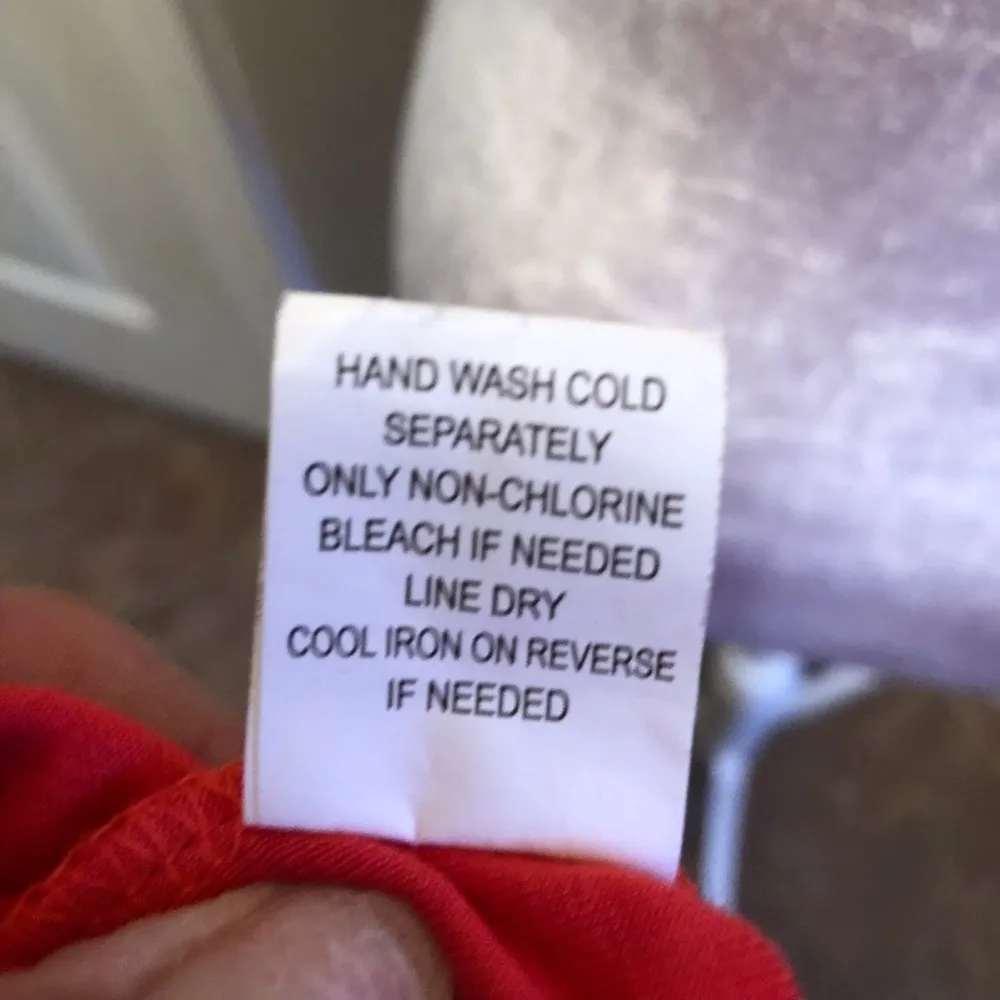 HAND WASH COLD
SEPARATELY
ONLY NON-CHLORINE
BLEACH IF NEEDED
LINE DRY
COOL IRON ON REVERSE
IF NEEDED